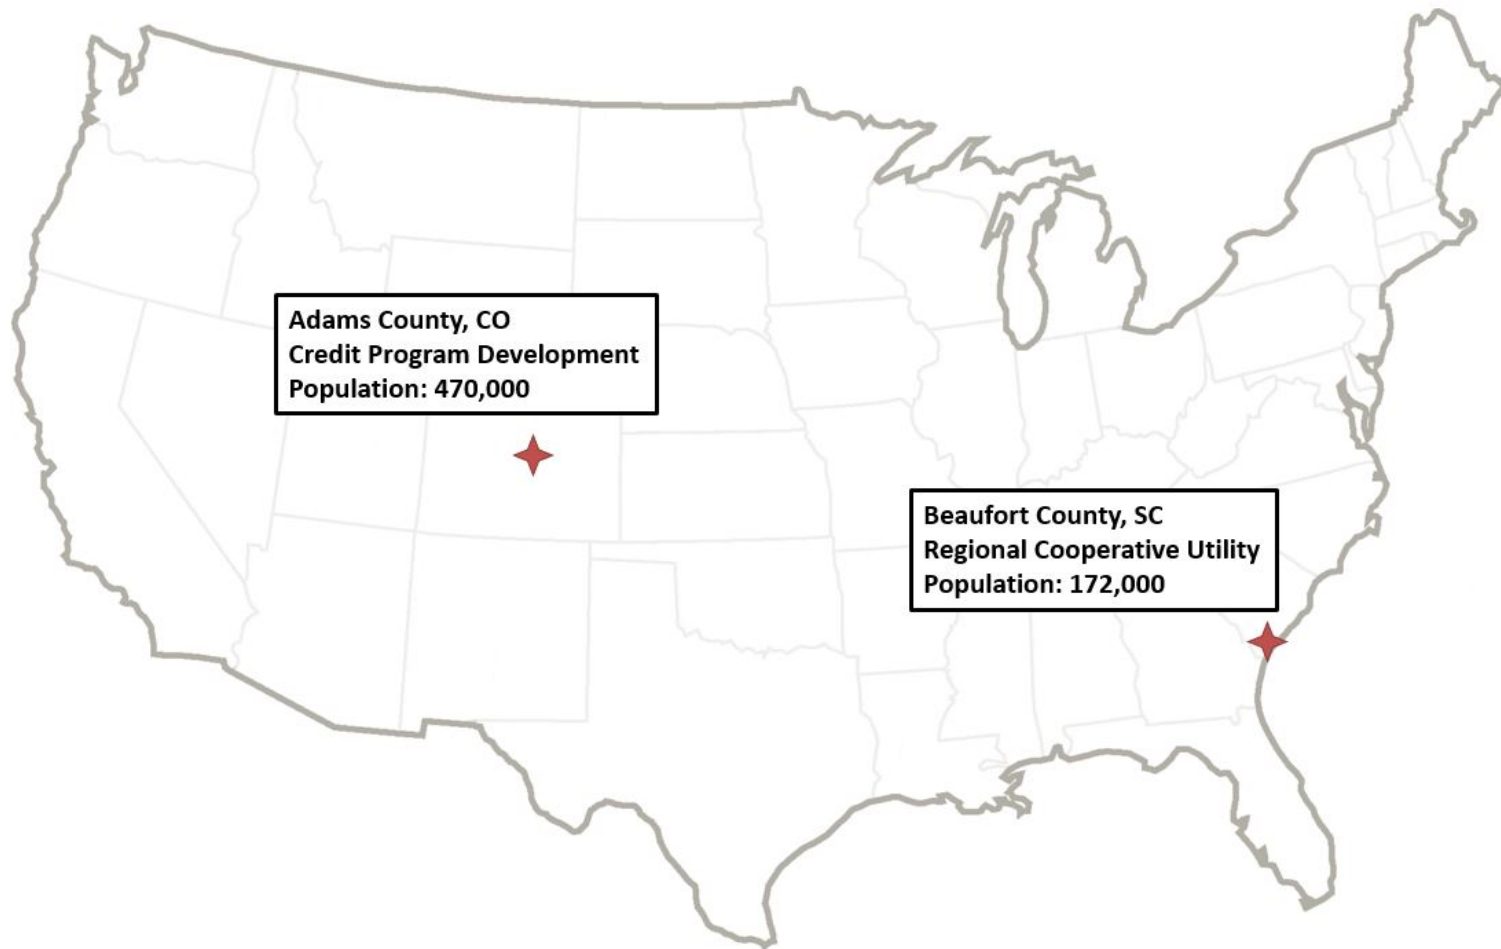 Adams County, CO
Credit Program Development
Population: 470,000
Beaufort County, SC
Regional Cooperative Utility
Population: 172,000